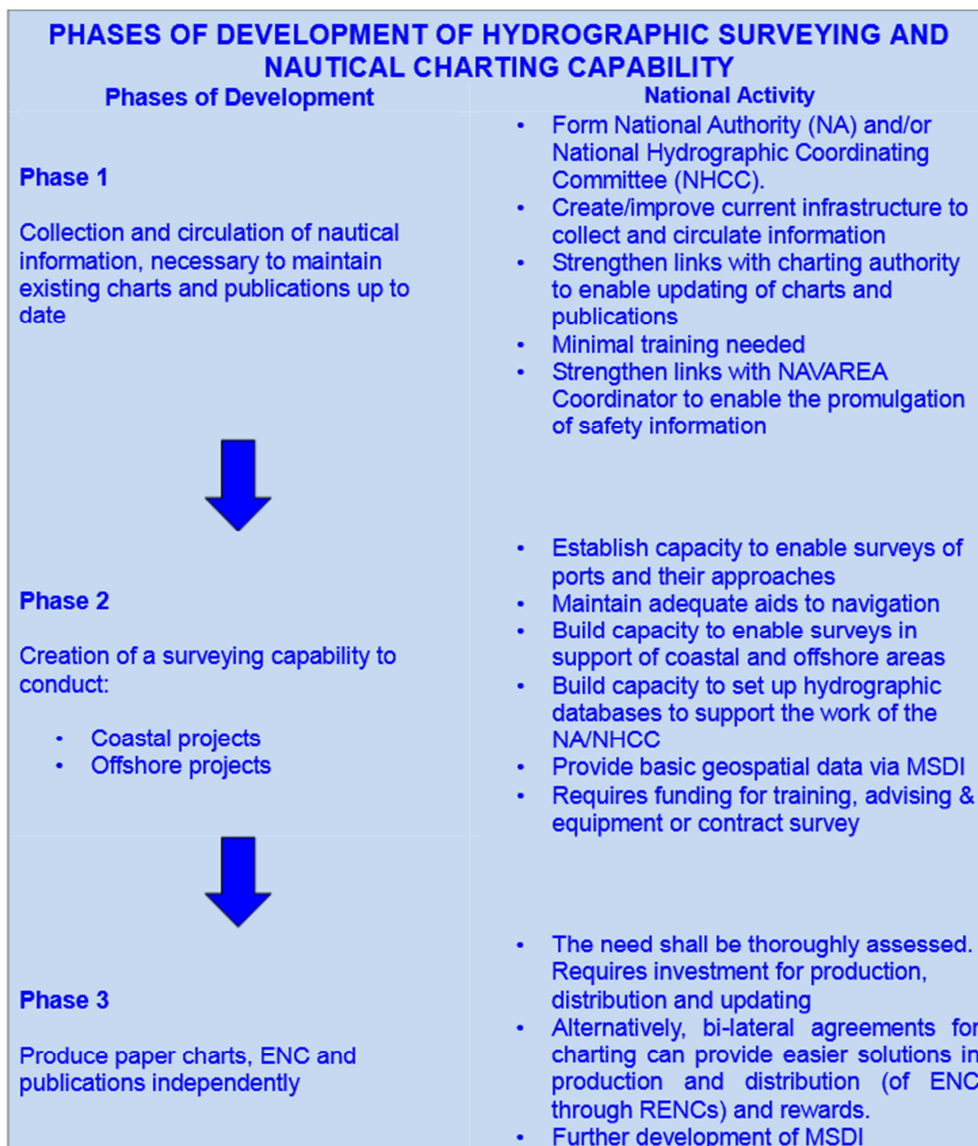 PHASES OF DEVELOPMENT OF HYDROGRAPHIC SURVEYING AND
NAUTICAL CHARTING CAPABILITY
Phases of Development
National Activity
Phase 1
Collection and circulation of nautical
information, necessary to maintain
existing charts and publications up to
date
• Form National Authority (NA) and/or
National Hydrographic Coordinating
Committee (NHCC).
• Create/improve current infrastructure to
collect and circulate information
• Strengthen links with charting authority
to enable updating of charts and
publications
• Minimal training needed
• Strengthen links with NAVAREA
Coordinator to enable the promulgation
of safety information
Phase 2
Creation of a surveying capability to
conduct:
• Coastal projects
• Offshore projects
• Establish capacity to enable surveys of
ports and their approaches
• Maintain adequate aids to navigation
• Build capacity to enable surveys in
support of coastal and offshore areas
• Build capacity to set up hydrographic
databases to support the work of the
NA/NHCC
• Provide basic geospatial data via MSDI
• Requires funding for training, advising &
equipment or contract survey
Phase 3
Produce paper charts, ENC and
publications independently
• The need shall be thoroughly assessed.
Requires investment for production,
distribution and updating
• Alternatively, bi-lateral agreements for
charting can provide easier solutions in
production and distribution (of ENC
through RENCs) and rewards.
• Further development of MSDI